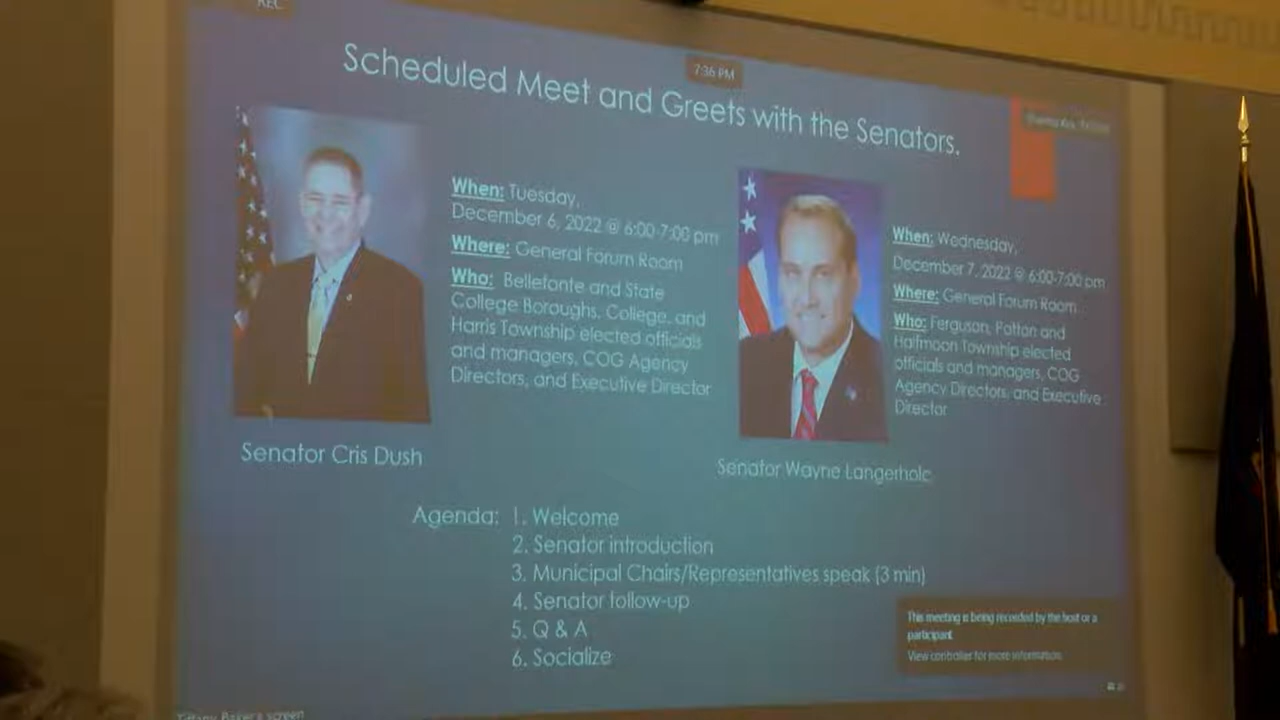 REC
7:36 PM
Scheduled Meet and Greets with the Senators.
When: Tuesday,
December 6, 2022 @ 6:00-7:00 pm
Where: General Forum Room
Who: Bellefonte and State
College Boroughs, College, and
Harris Township elected officials
and managers, COG Agency
Directors, and Executive Director
Senator Cris Dush
When: Wednesday,
December 7, 2022 @ 6:00-7:00 pm
Where: General Forum Room
Who: Ferguson, Patton and
Halfmoon Township elected
officials and managers, COG
Agency Directors, and Executive
Director
Senator Wayne Langerholc
Agenda: 1. Welcome
2. Senator introduction
3. Municipal Chairs/Representatives speak (3 min)
4. Senator follow-up
5. Q & A
6. Socialize
This meeting is being recorded by the host or a
participant
View controller for more information.
Tiffany Baker's screen